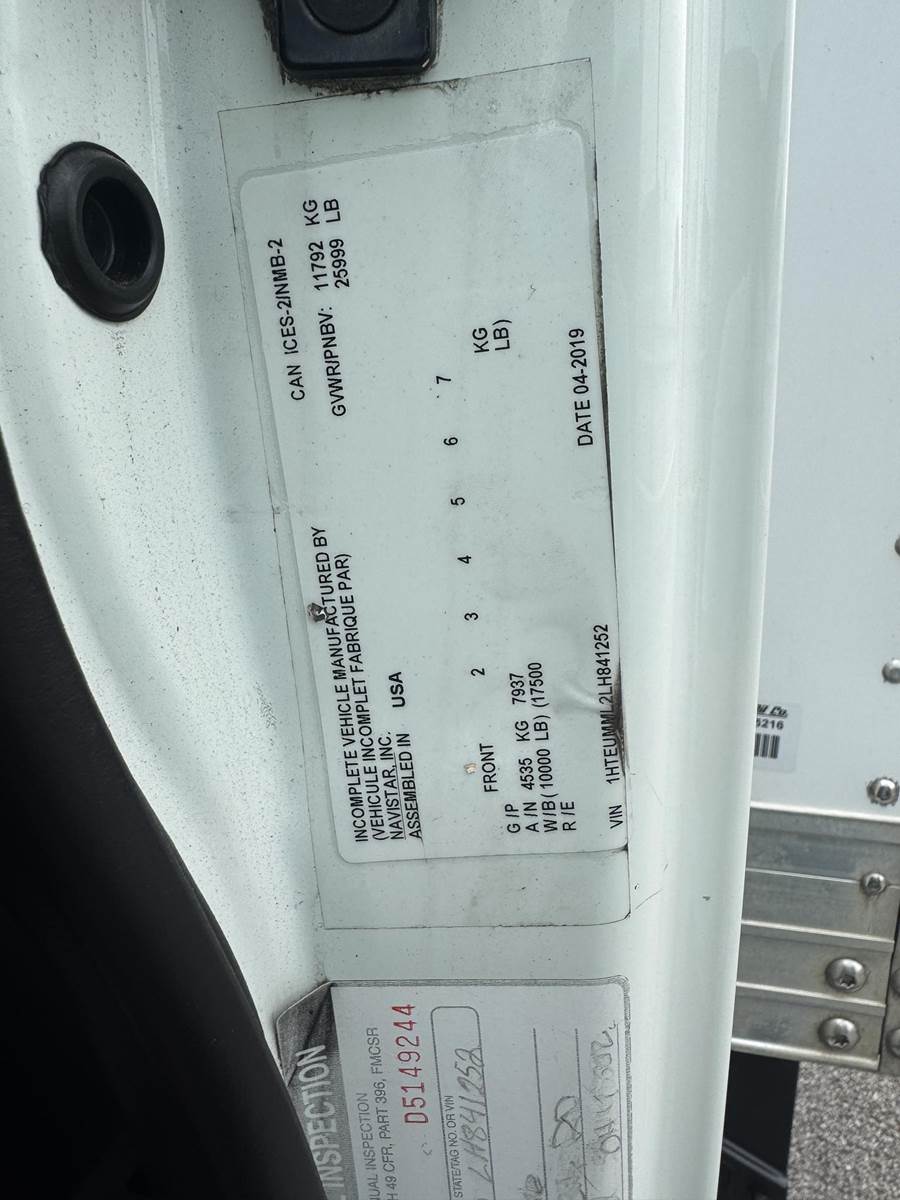 CAN ICES-2/NMB-2
GVWR/PNBV: 11792 KG
25999 LB
INCOMPLETE VEHICLE MANUFACTURED BY
(VEHICULE INCOMPLET FABRIQUE PAR)
NAVISTAR, INC.
ASSEMBLED IN USA
FRONT 2 3 4 5 6 7
G/P
A/N 4535 KG 7937 KG
W/B (10000 LB) (17500 LB)
R/E
DATE 04-2019
VIN 1HTEUMML2LH841252
INSPECTION
UAL INSPECTION
H 49 CFR, PART 396, FMCSR
D5149244
STATE/TAG NO. OR VIN
LH841252
Co.
6216